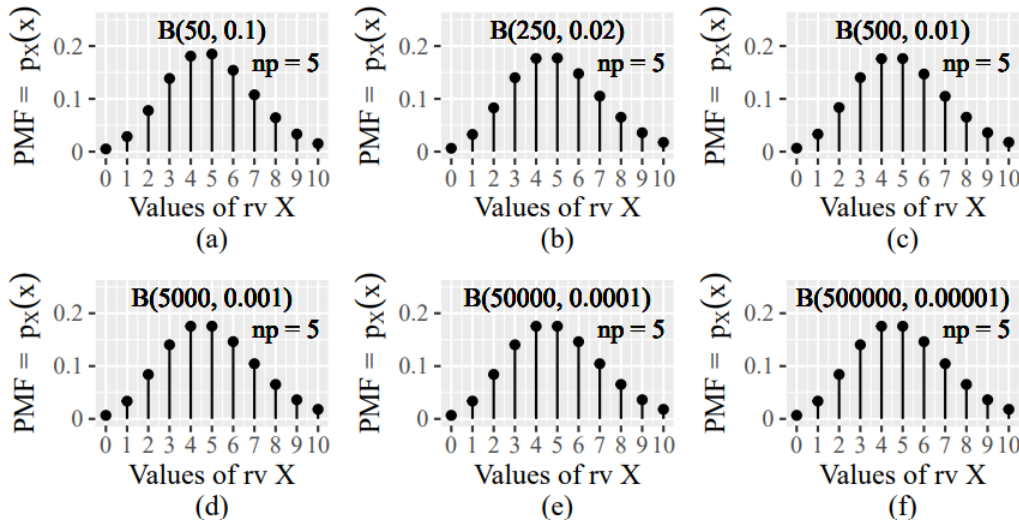 B(50, 0.1)
np = 5
PMF = pX(x)
0.2
0.1
0
0 1 2 3 4 5 6 7 8 9 10
Values of rv X
(a)
B(250, 0.02)
np = 5
PMF = pX(x)
0.2
0.1
0
0 1 2 3 4 5 6 7 8 9 10
Values of rv X
(b)
B(500, 0.01)
np = 5
PMF = pX(x)
0.2
0.1
0
0 1 2 3 4 5 6 7 8 9 10
Values of rv X
(c)
B(5000, 0.001)
np = 5
PMF = pX(x)
0.2
0.1
0
0 1 2 3 4 5 6 7 8 9 10
Values of rv X
(d)
B(50000, 0.0001)
np = 5
PMF = pX(x)
0.2
0.1
0
0 1 2 3 4 5 6 7 8 9 10
Values of rv X
(e)
B(500000, 0.00001)
np = 5
PMF = pX(x)
0.2
0.1
0
0 1 2 3 4 5 6 7 8 9 10
Values of rv X
(f)